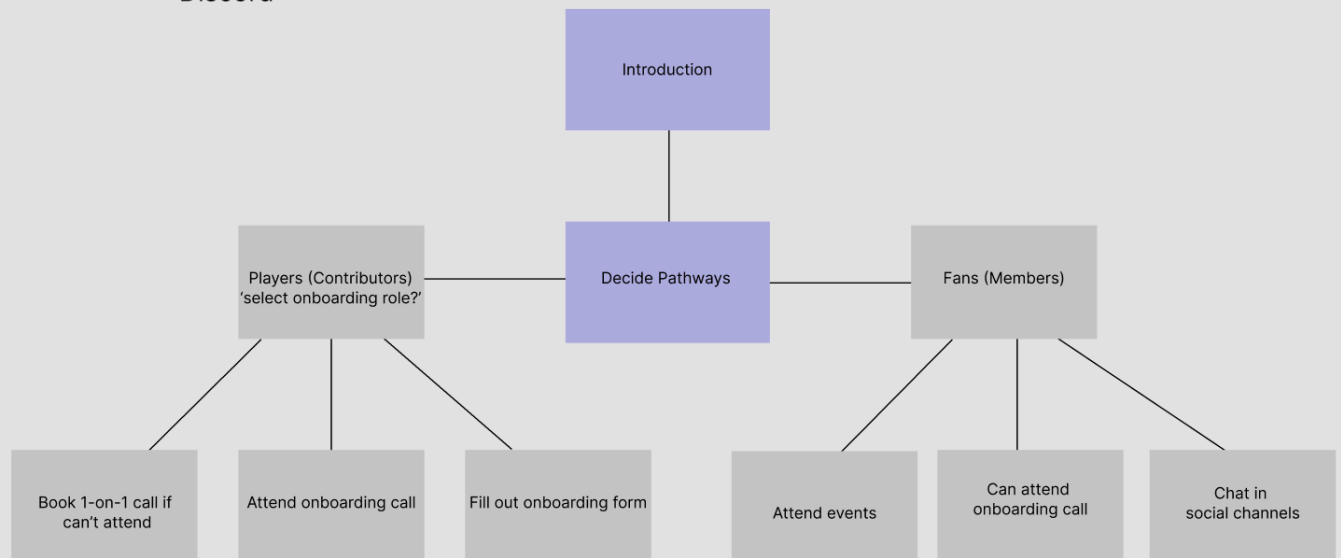 Discord
Introduction
Players (Contributors)
‘select onboarding role?’
Decide Pathways
Fans (Members)
Book 1-on-1 call if
can’t attend
Attend onboarding call
Fill out onboarding form
Attend events
Can attend
onboarding call
Chat in
social channels